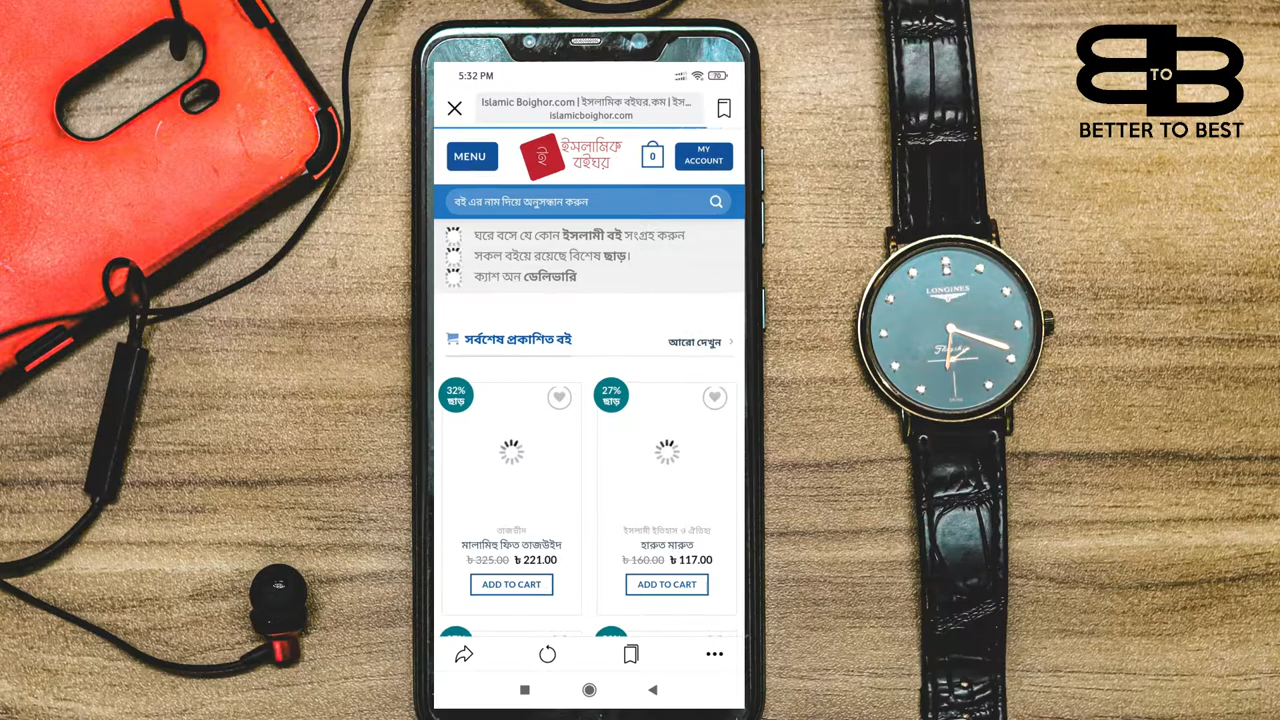 TO
BETTER TO BEST
5:32 PM
70
Islamic Boighor.com | ইসলামিক বইঘর.কম | ইস...
islamicboighor.com
MENU
ই
ইসলামিক
বইঘর
0
MY
ACCOUNT
বই এর নাম দিয়ে অনুসন্ধান করুন
ঘরে বসে যে কোন ইসলামী বই সংগ্রহ করুন
সকল বইয়ে রয়েছে বিশেষ ছাড়।
ক্যাশ অন ডেলিভারি
সর্বশেষ প্রকাশিত বই
আরো দেখুন
32%
ছাড়
27%
ছাড়
তাজভীদ
ইসলামী ইতিহাস ও ঐতিহ্য
মালামিহু ফিত তাজউইদ
হারুত মারুত
৳ 325.00 ৳ 221.00
৳ 160.00 ৳ 117.00
ADD TO CART
ADD TO CART
LONGINES